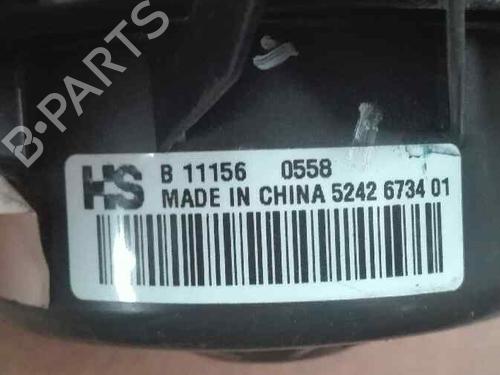 B·PARTS
HS B 11156 0558
MADE IN CHINA 5242 6734 01